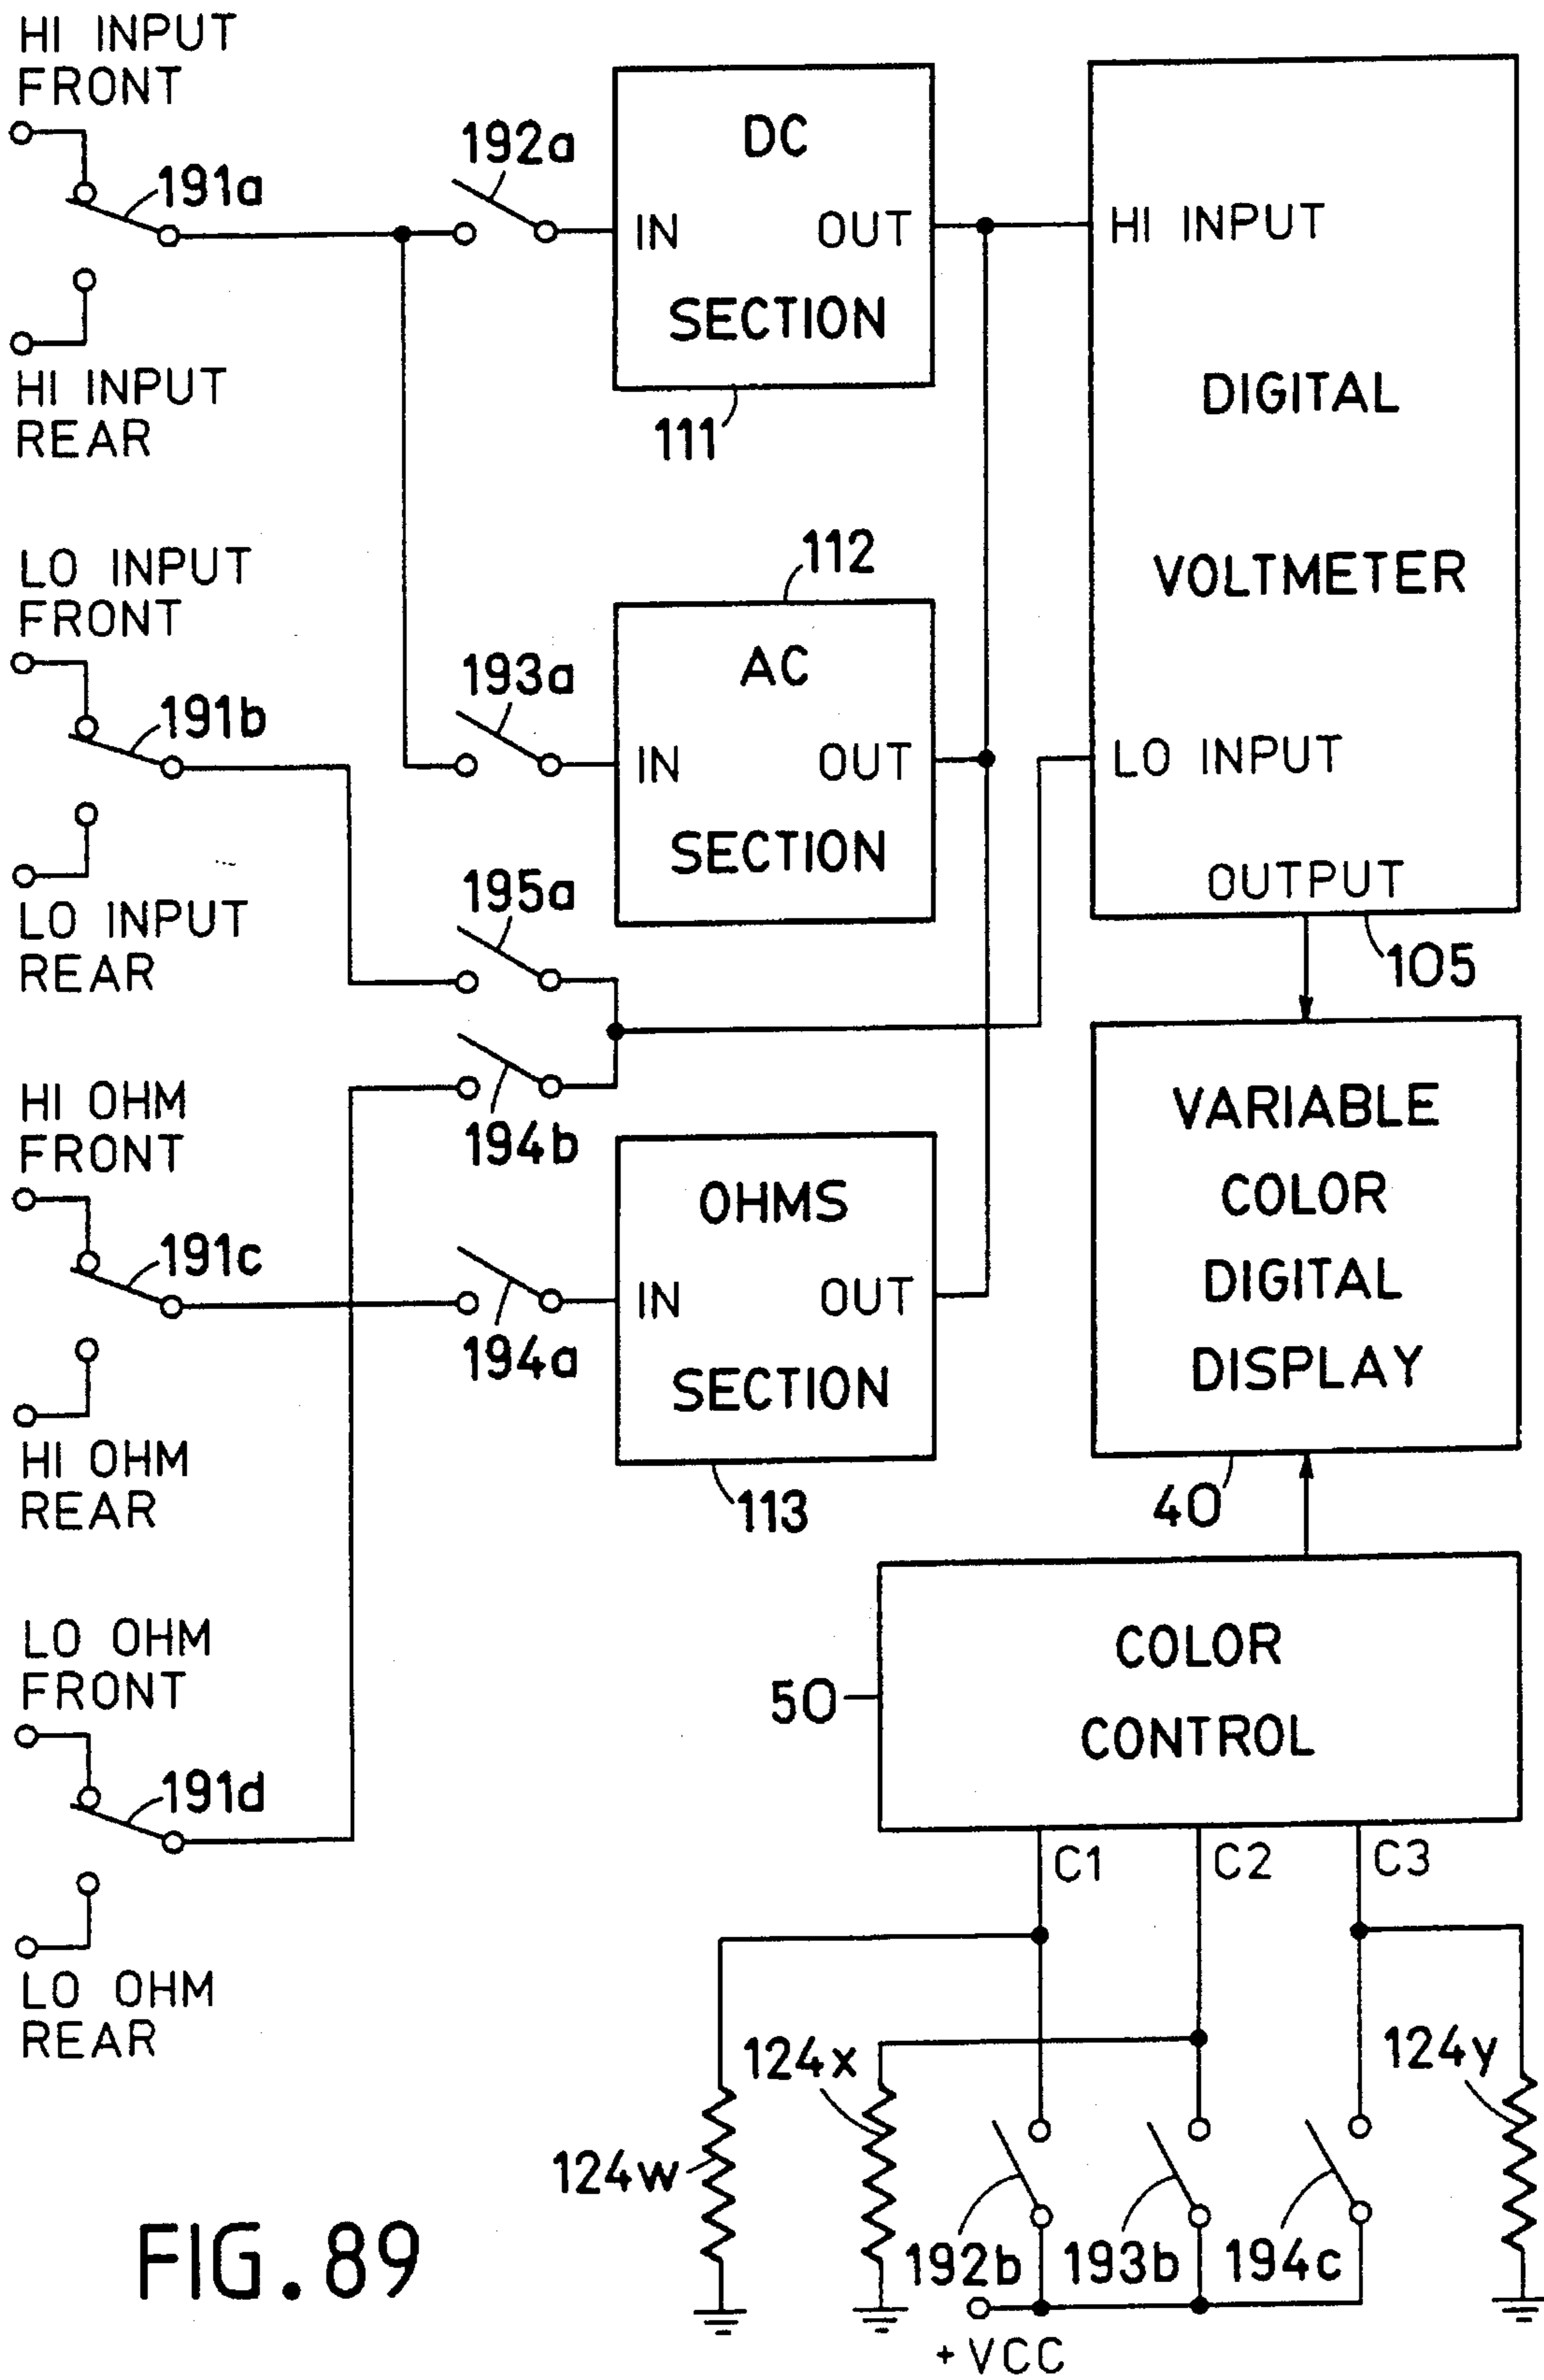 HI INPUT
FRONT
191a
HI INPUT
REAR
192a
DC
IN
OUT
SECTION
111
HI INPUT
DIGITAL
VOLTMETER
LO INPUT
OUTPUT
105
LO INPUT
FRONT
191b
LO INPUT
REAR
193a
112
AC
IN
OUT
SECTION
195a
194b
HI OHM
FRONT
191c
HI OHM
REAR
194a
OHMS
IN
OUT
SECTION
113
VARIABLE
COLOR
DIGITAL
DISPLAY
40
LO OHM
FRONT
191d
LO OHM
REAR
50
COLOR
CONTROL
C1
C2
C3
124w
124x
124y
192b
193b
194c
+VCC
FIG. 89